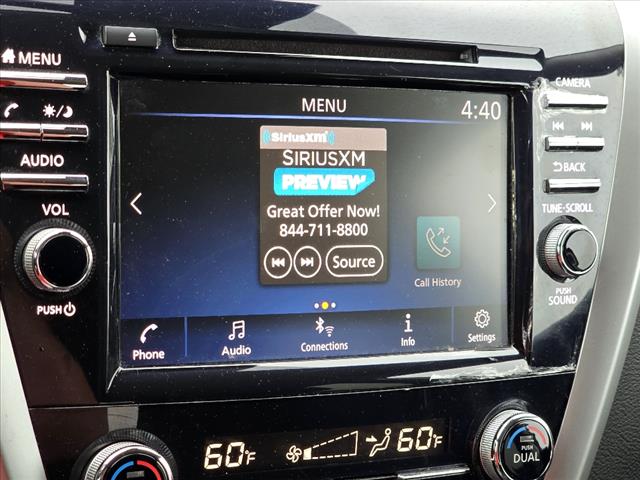 MENU
AUDIO
VOL
PUSH
MENU
4:40
SiriusXM
SIRIUSXM
PREVIEW
Great Offer Now!
844-711-8800
Source
Call History
Phone
Audio
Connections
Info
Settings
CAMERA
BACK
TUNE-SCROLL
PUSH
SOUND
60°F
60°F
PUSH
DUAL